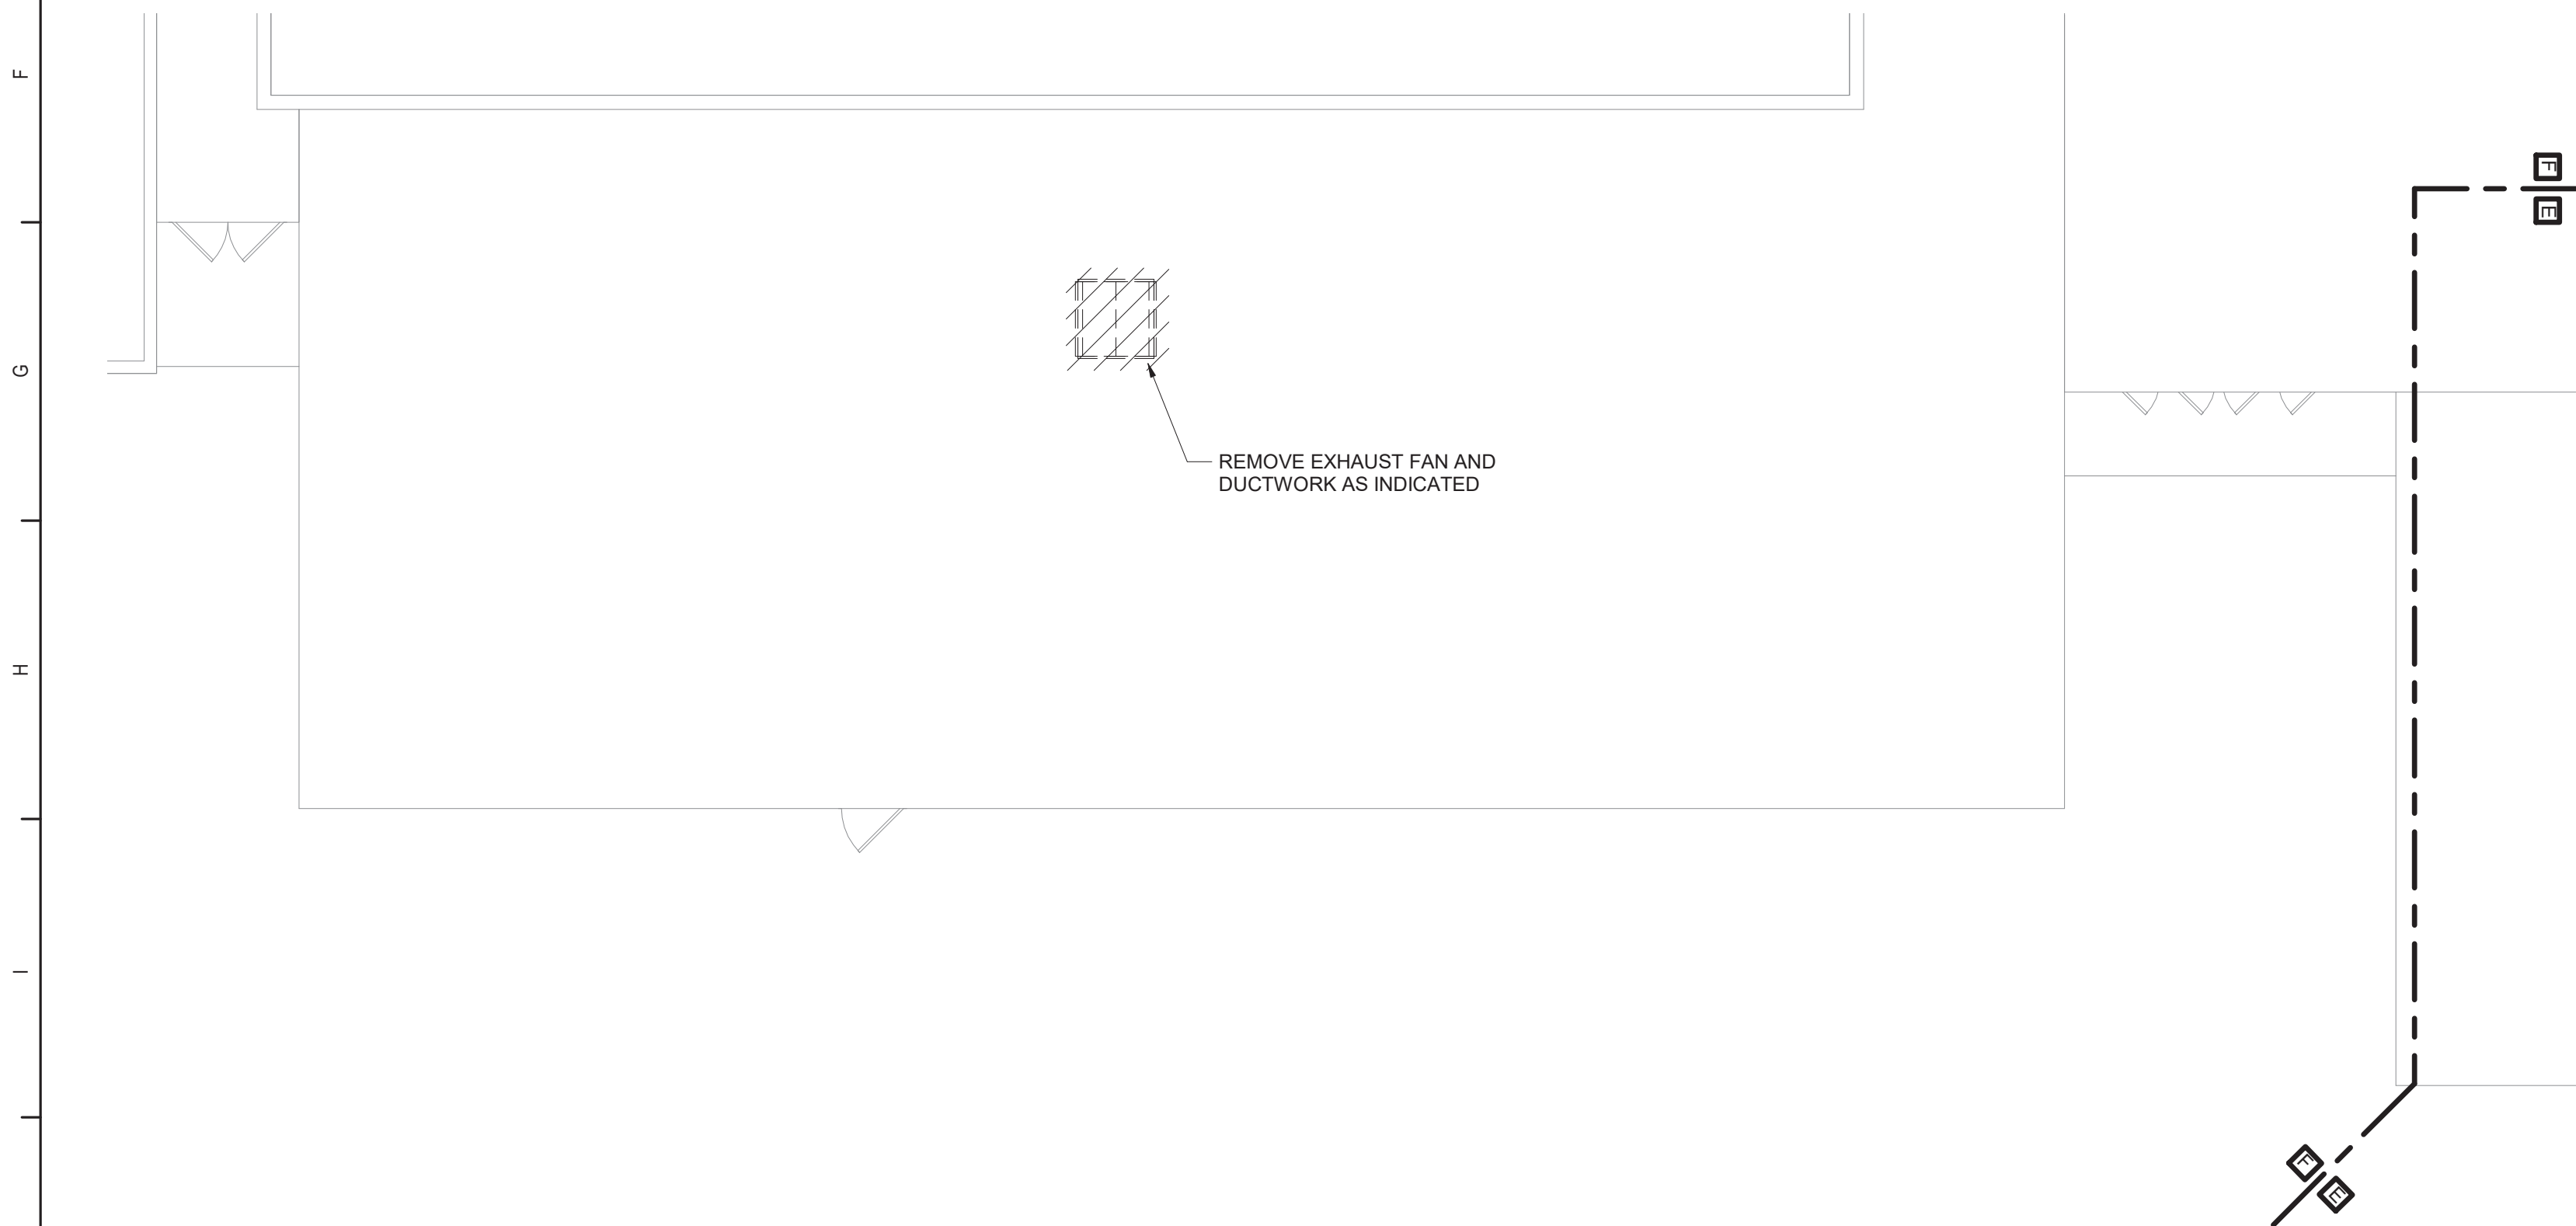 F
F
E
G
REMOVE EXHAUST FAN AND
DUCTWORK AS INDICATED
H
I
F
E